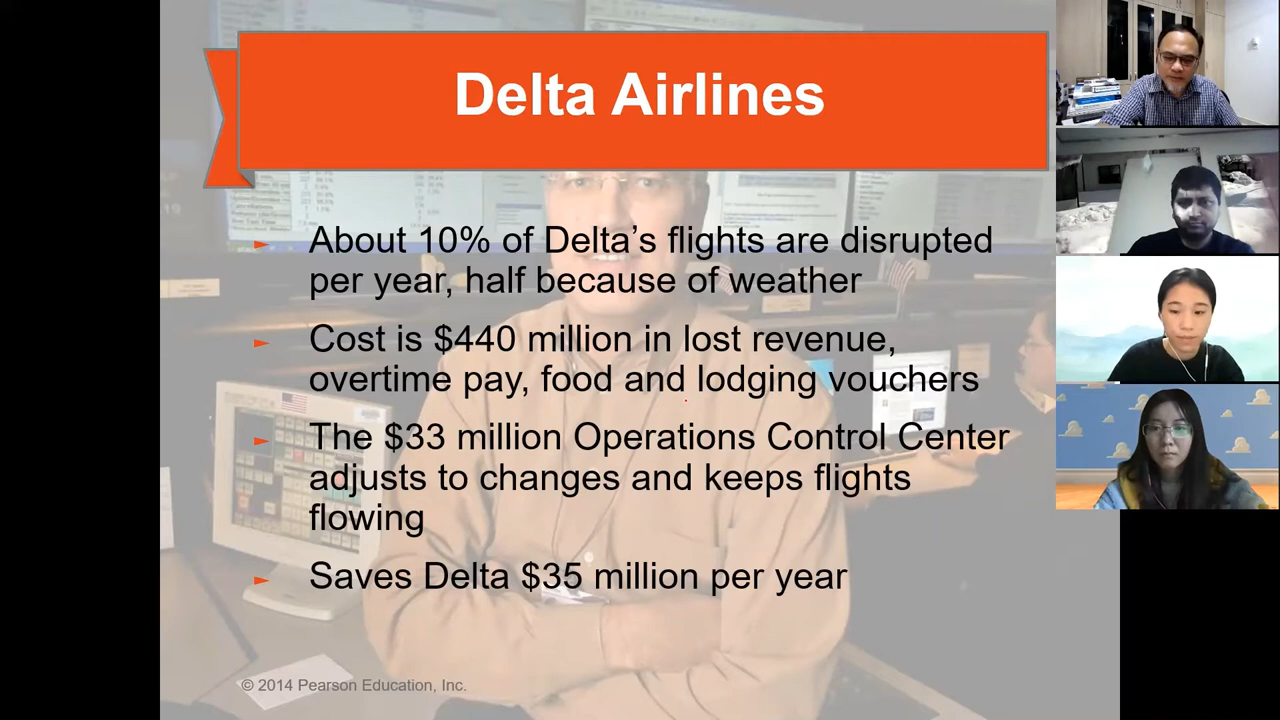 Delta Airlines
► About 10% of Delta’s flights are disrupted
per year, half because of weather
► Cost is $440 million in lost revenue,
overtime pay, food and lodging vouchers
► The $33 million Operations Control Center
adjusts to changes and keeps flights
flowing
► Saves Delta $35 million per year
© 2014 Pearson Education, Inc.